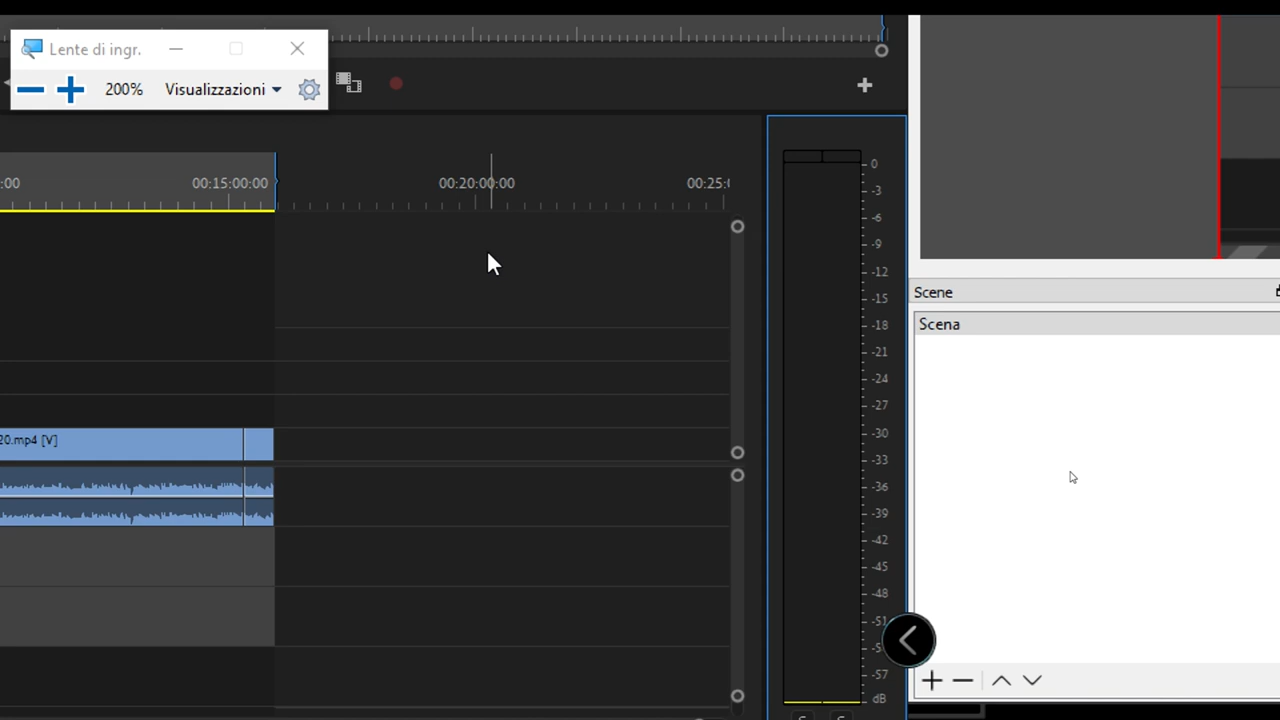 Lente di ingr.
200% Visualizzazioni
:00 00:15:00:00 00:20:00:00 00:25:
0
-3
-6
-9
-12
-15
-18
-21
-24
-27
-30
-33
-36
-39
-42
-45
-48
-51
-57
dB
20.mp4 [V]
Scene
Scena